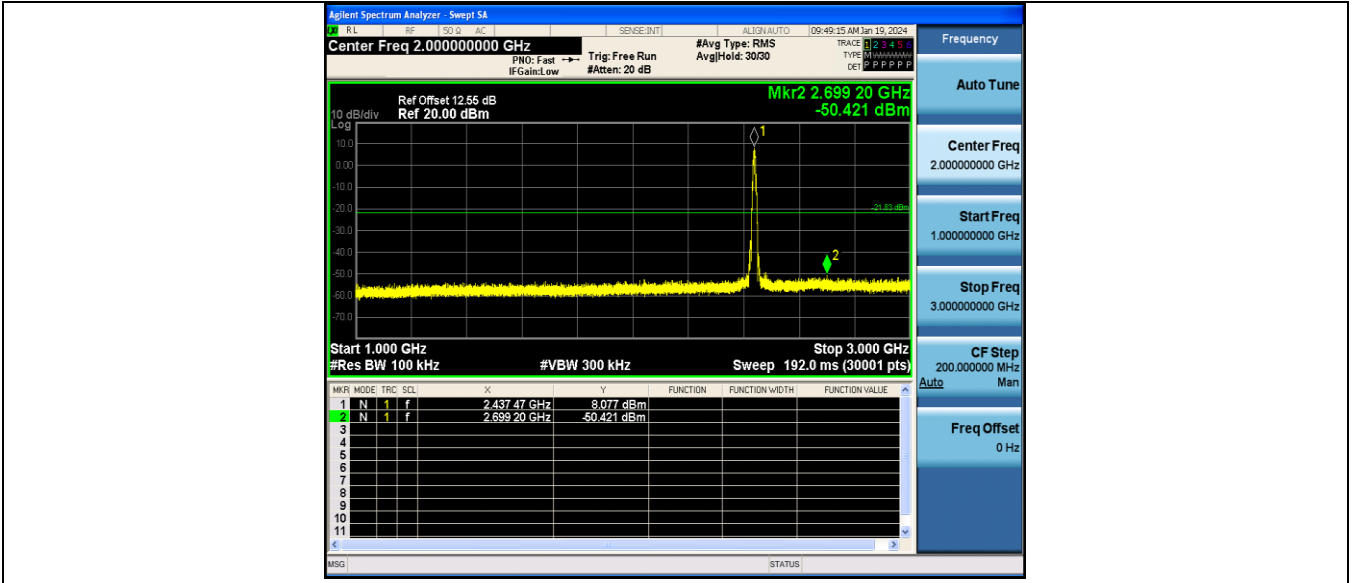 Agilent Spectrum Analyzer - Swept SA
RL RF 50 Ω AC SENSE:INT ALIGN AUTO 09:49:15 AM Jan 19, 2024
Center Freq 2.000000000 GHz
PNO: Fast
IFGain:Low
Trig: Free Run
#Atten: 20 dB
#Avg Type: RMS
Avg|Hold: 30/30
TRACE 1 2 3 4 5 6
TYPE M
DET P P P P P P
Ref Offset 12.55 dB
10 dB/div Ref 20.00 dBm
Log
Mkr2 2.699 20 GHz
-50.421 dBm
1
10.0
0.00
-10.0
-20.0
-21.83 dBm
-30.0
-40.0
2
-50.0
-60.0
-70.0
Start 1.000 GHz Stop 3.000 GHz
#Res BW 100 kHz #VBW 300 kHz Sweep 192.0 ms (30001 pts)
MKR MODE TRC SCL X Y FUNCTION FUNCTION WIDTH FUNCTION VALUE
1 N 1 f 2.437 47 GHz 8.077 dBm
2 N 1 f 2.699 20 GHz -50.421 dBm
3
4
5
6
7
8
9
10
11
MSG STATUS
Frequency
Auto Tune
Center Freq
2.000000000 GHz
Start Freq
1.000000000 GHz
Stop Freq
3.000000000 GHz
CF Step
200.000000 MHz
Auto Man
Freq Offset
0 Hz